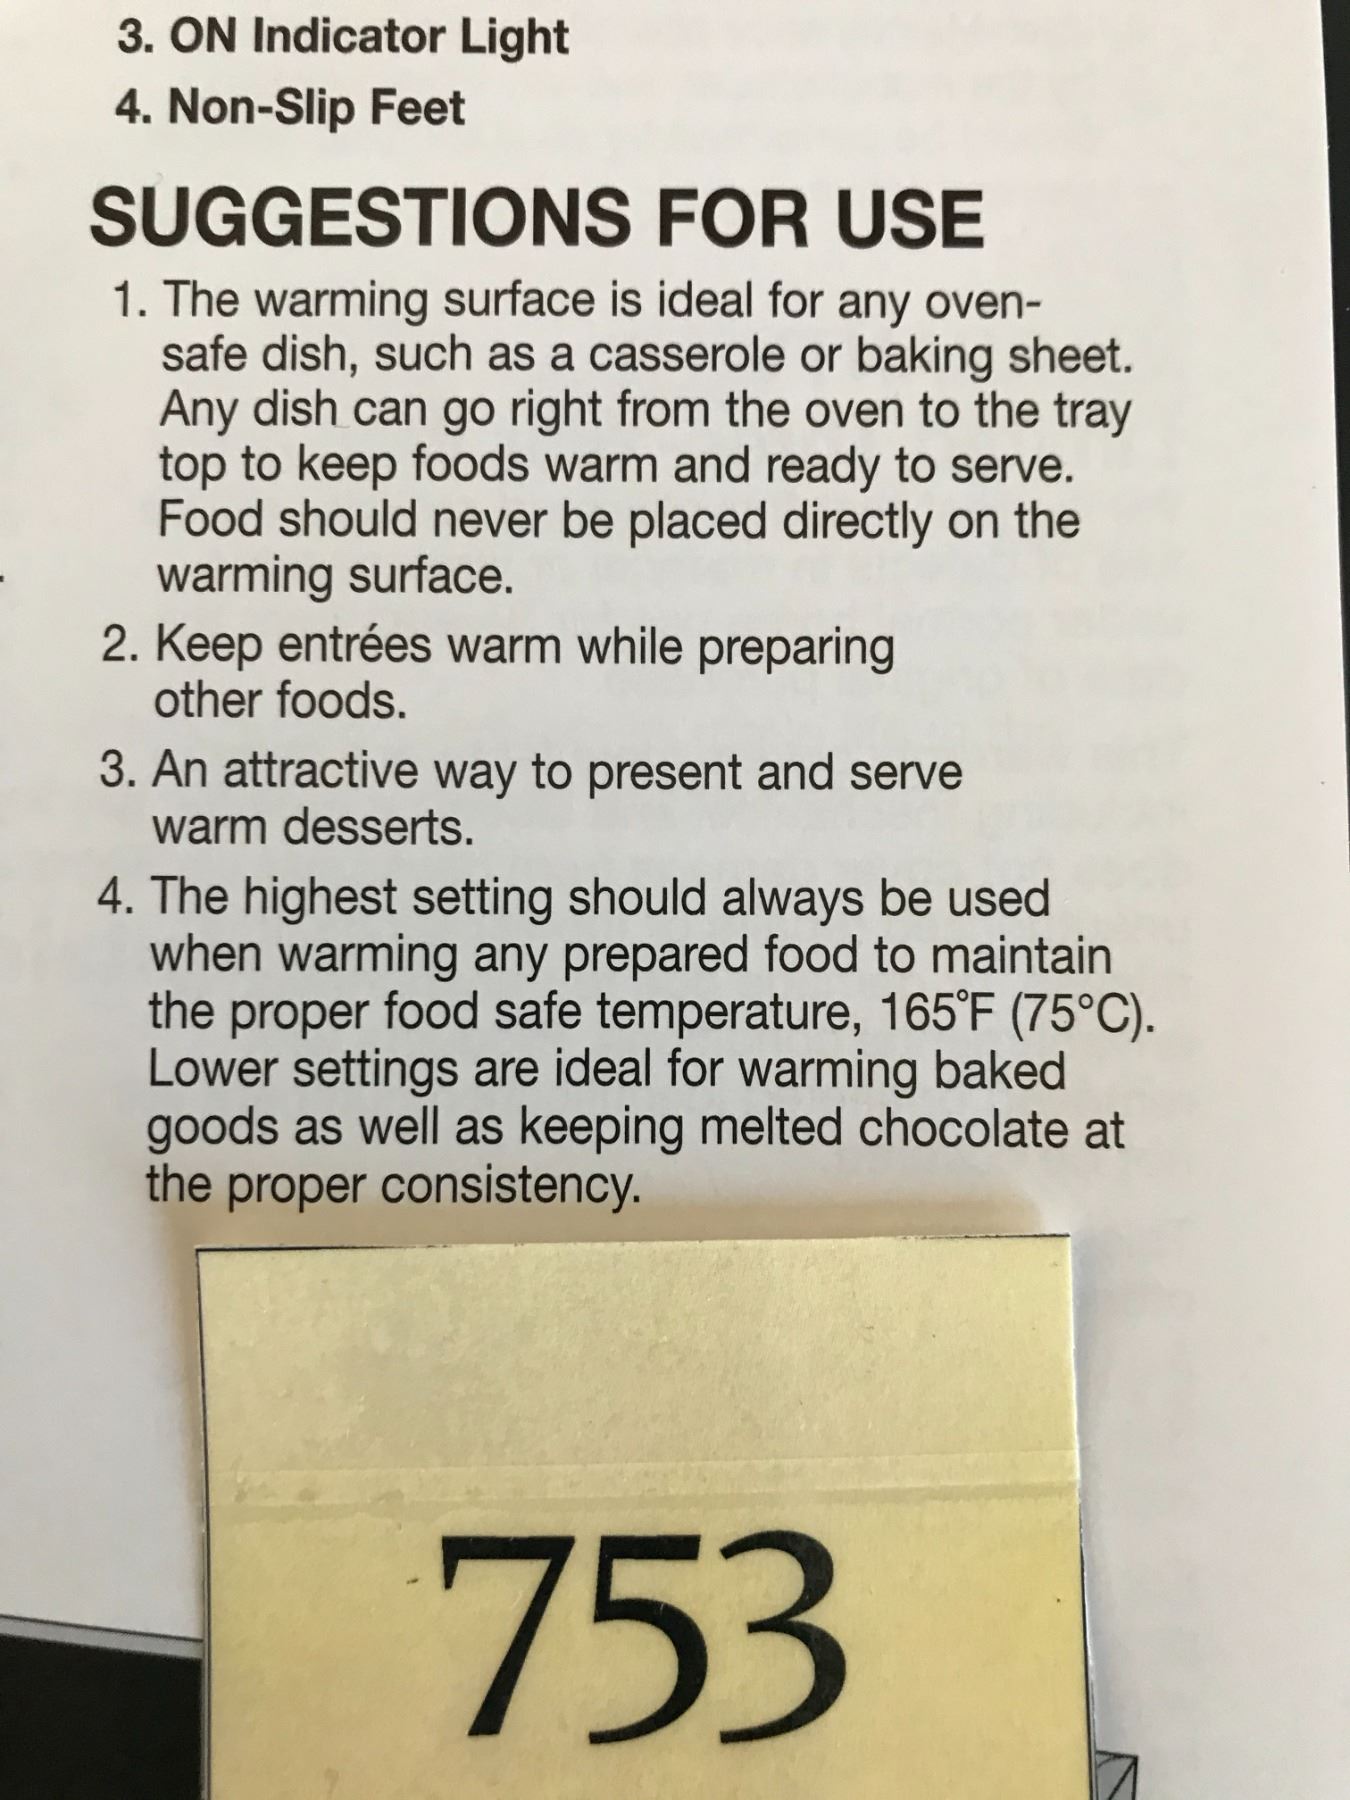 3. ON Indicator Light
4. Non-Slip Feet
SUGGESTIONS FOR USE
1. The warming surface is ideal for any oven-
safe dish, such as a casserole or baking sheet.
Any dish can go right from the oven to the tray
top to keep foods warm and ready to serve.
Food should never be placed directly on the
warming surface.
2. Keep entrées warm while preparing
other foods.
3. An attractive way to present and serve
warm desserts.
4. The highest setting should always be used
when warming any prepared food to maintain
the proper food safe temperature, 165°F (75°C).
Lower settings are ideal for warming baked
goods as well as keeping melted chocolate at
the proper consistency.
753